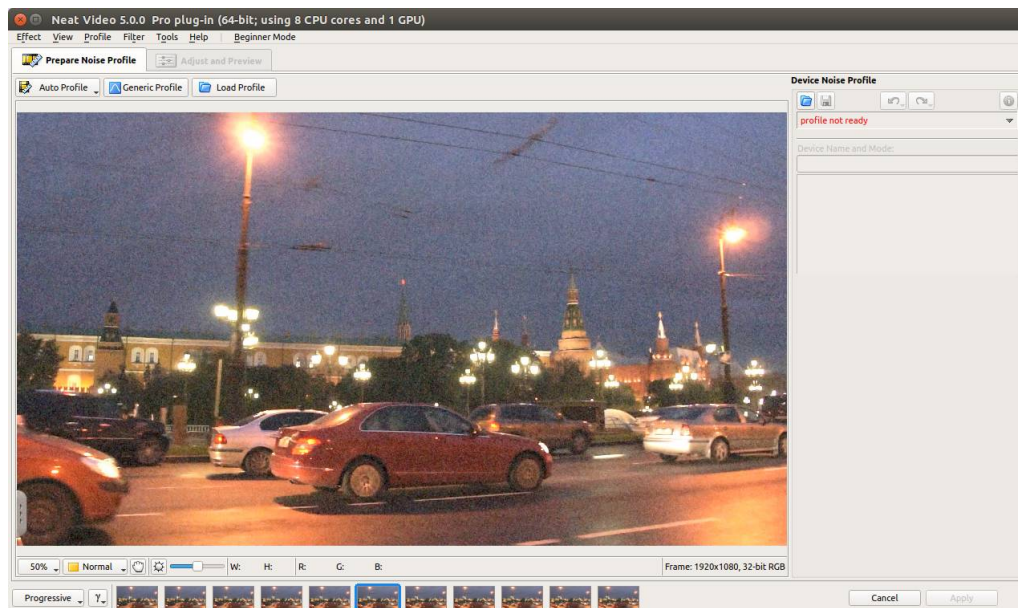 Neat Video 5.0.0 Pro plug-in (64-bit; using 8 CPU cores and 1 GPU)
Effect View Profile Filter Tools Help Beginner Mode
Prepare Noise Profile Adjust and Preview
Auto Profile Generic Profile Load Profile
Device Noise Profile
profile not ready
Device Name and Mode:
50% Normal W: H: R: G: B: Frame: 1920x1080, 32-bit RGB
Progressive γ Cancel Apply